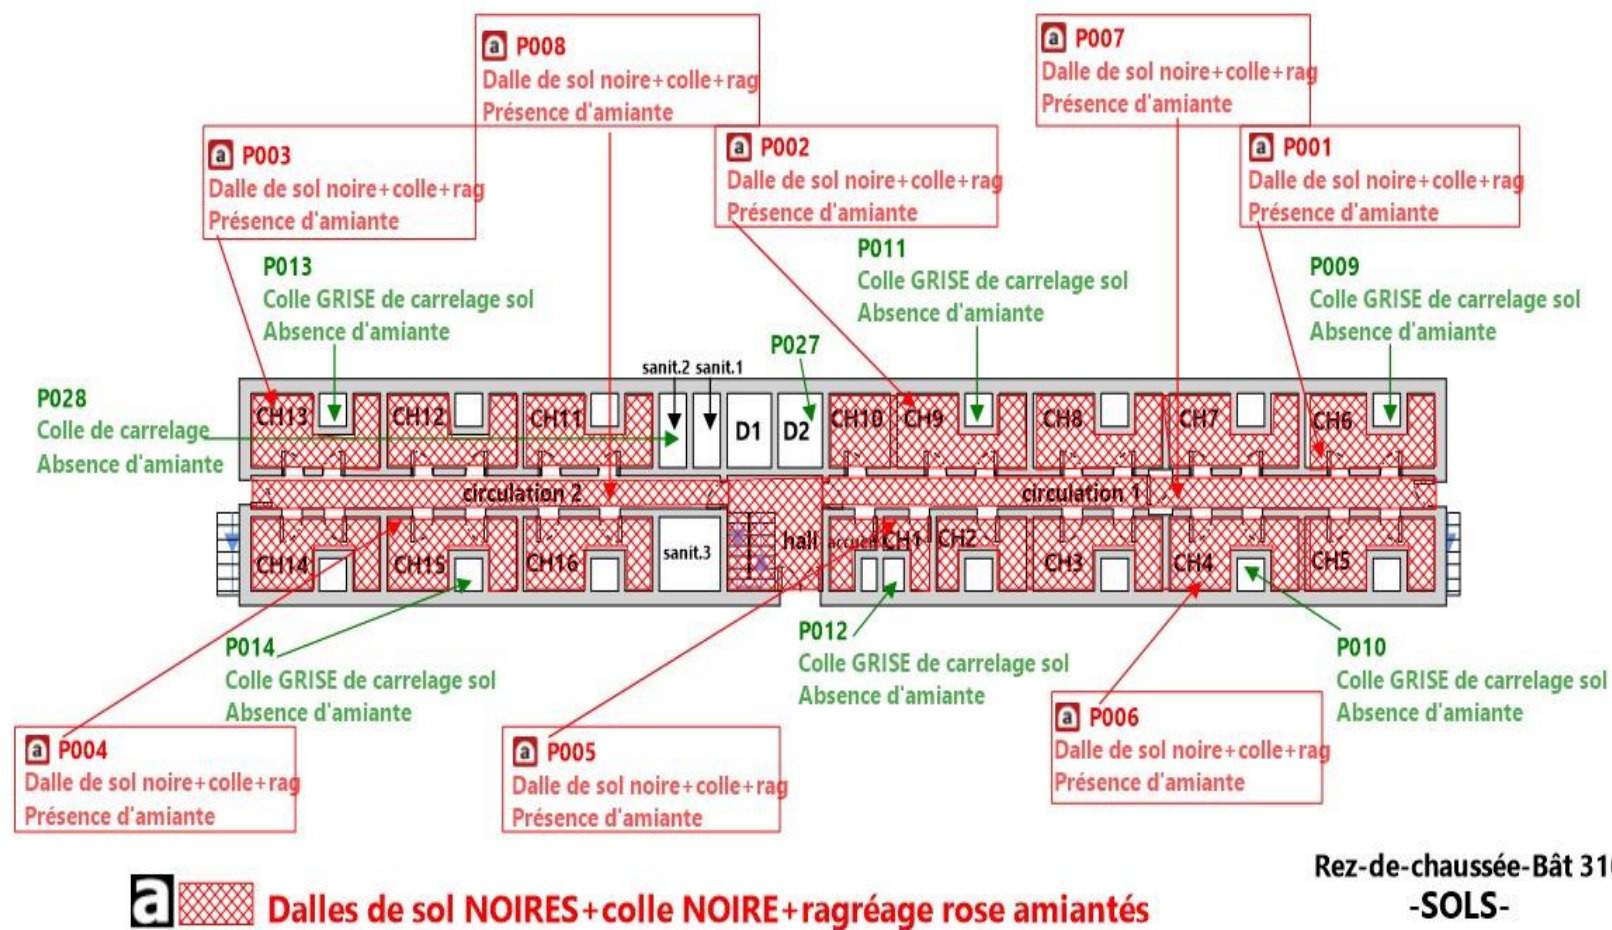 a P008
Dalle de sol noire+colle+rag
Présence d'amiante
a P007
Dalle de sol noire+colle+rag
Présence d'amiante
a P003
Dalle de sol noire+colle+rag
Présence d'amiante
a P002
Dalle de sol noire+colle+rag
Présence d'amiante
a P001
Dalle de sol noire+colle+rag
Présence d'amiante
P013
Colle GRISE de carrelage sol
Absence d'amiante
P011
Colle GRISE de carrelage sol
Absence d'amiante
P009
Colle GRISE de carrelage sol
Absence d'amiante
P027
sanit.2 sanit.1
P028
Colle de carrelage
Absence d'amiante
CH13 CH12 CH11 D1 D2 CH10 CH9 CH8 CH7 CH6
circulation 2 circulation 1
CH14 CH15 CH16 sanit.3 hall accueil CH1 CH2 CH3 CH4 CH5
P014
Colle GRISE de carrelage sol
Absence d'amiante
P012
Colle GRISE de carrelage sol
Absence d'amiante
P010
Colle GRISE de carrelage sol
Absence d'amiante
a P004
Dalle de sol noire+colle+rag
Présence d'amiante
a P005
Dalle de sol noire+colle+rag
Présence d'amiante
a P006
Dalle de sol noire+colle+rag
Présence d'amiante
a Dalles de sol NOIRES+colle NOIRE+ragréage rose amiantés
Rez-de-chaussée-Bât 310
-SOLS-